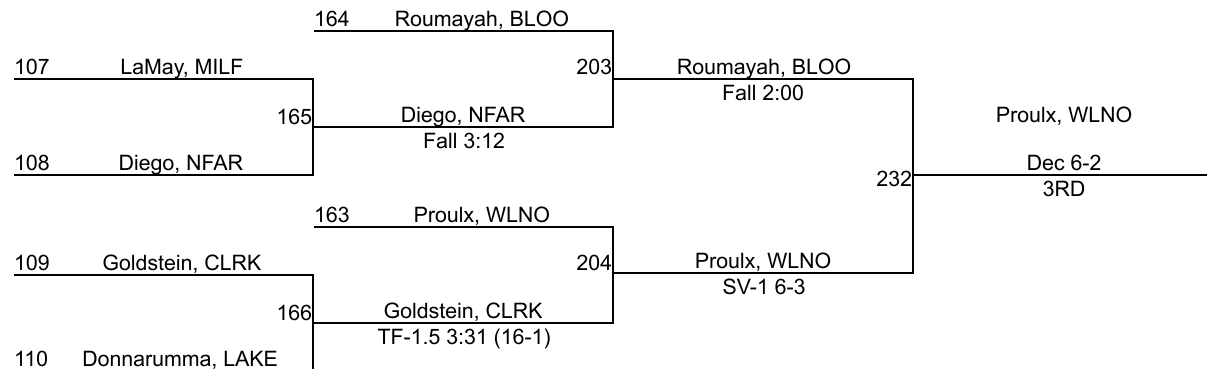 164 Roumayah, BLOO
107 LaMay, MILF
203 Roumayah, BLOO
Fall 2:00
165 Diego, NFAR
Fall 3:12
Proulx, WLNO
108 Diego, NFAR
Dec 6-2
232
3RD
163 Proulx, WLNO
109 Goldstein, CLRK
204 Proulx, WLNO
SV-1 6-3
166 Goldstein, CLRK
TF-1.5 3:31 (16-1)
110 Donnarumma, LAKE